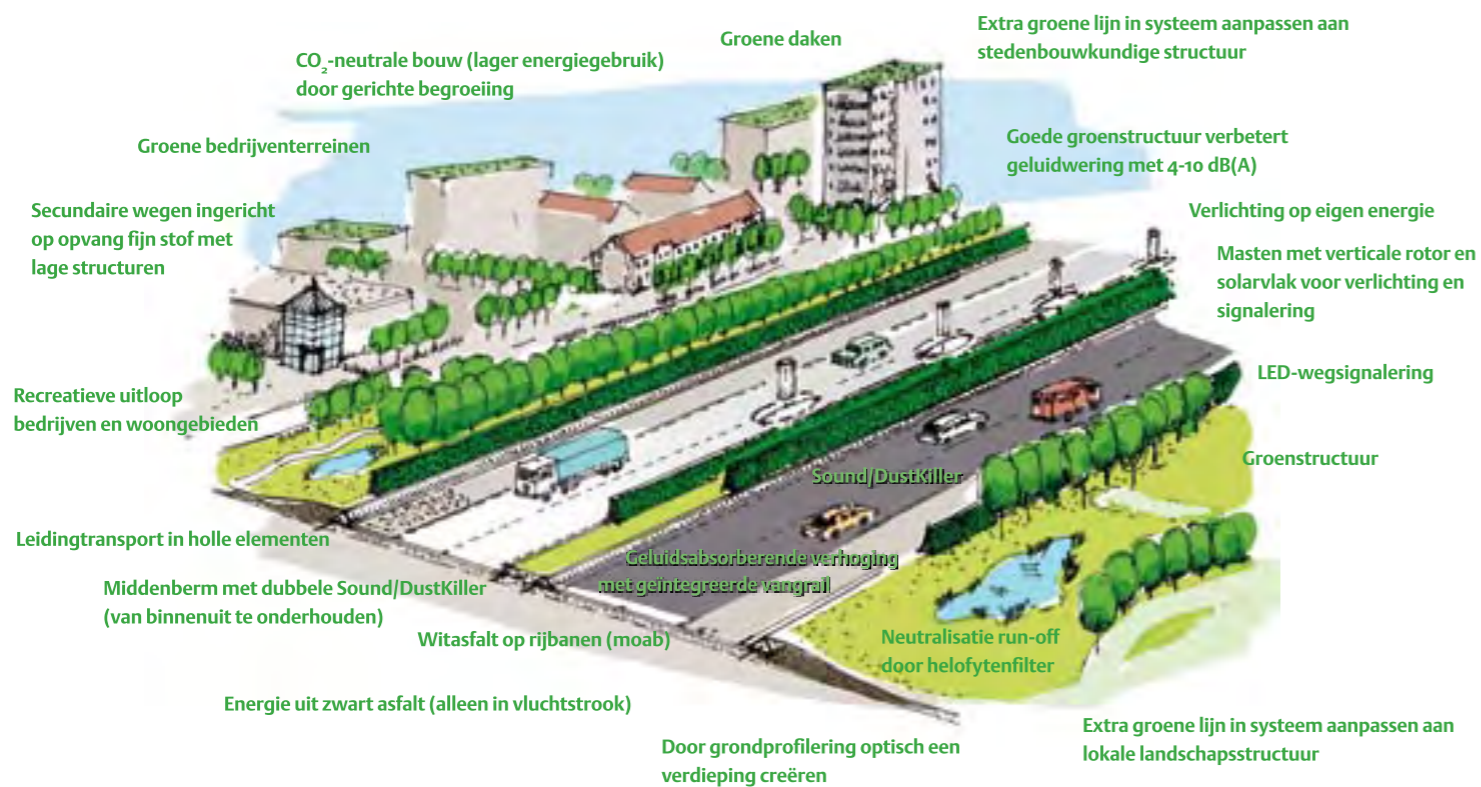 Extra groene lijn in systeem aanpassen aan
stedenbouwkundige structuur
Groene daken
CO₂-neutrale bouw (lager energiegebruik)
door gerichte begroeiing
Groene bedrijventerreinen
Goede groenstructuur verbetert
geluidwering met 4-10 dB(A)
Secundaire wegen ingericht
op opvang fijn stof met
lage structuren
Verlichting op eigen energie
Masten met verticale rotor en
solarvlak voor verlichting en
signalering
LED-wegsignalering
Recreatieve uitloop
bedrijven en woongebieden
Groenstructuur
Sound/DustKiller
Leidingtransport in holle elementen
Geluidsabsorberende verhoging
met geïntegreerde vangrail
Middenberm met dubbele Sound/DustKiller
(van binnenuit te onderhouden)
Witasfalt op rijbanen (moab)
Neutralisatie run-off
door helofytenfilter
Energie uit zwart asfalt (alleen in vluchtstrook)
Extra groene lijn in systeem aanpassen aan
lokale landschapsstructuur
Door grondprofilering optisch een
verdieping creëren